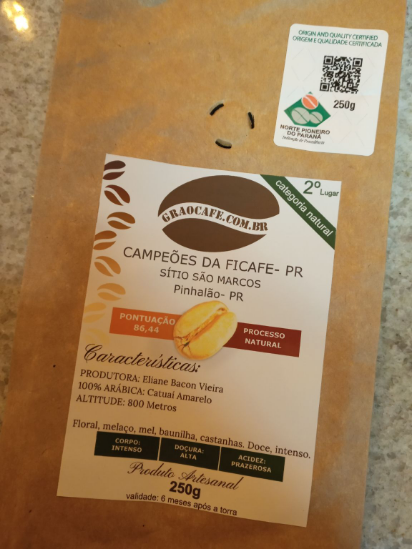 ORIGIN AND QUALITY CERTIFIED
ORIGEM E QUALIDADE CERTIFICADA
250g
NORTE PIONEIRO
DO PARANÁ
2º Lugar
categoria natural
GRAOCAFE.COM.BR
CAMPEÕES DA FICAFE- PR
SÍTIO SÃO MARCOS
Pinhalão- PR
PONTUAÇÃO
86,44
PROCESSO
NATURAL
Características:
PRODUTORA: Eliane Bacon Vieira
100% ARÁBICA: Catuaí Amarelo
ALTITUDE: 800 Metros
Floral, melaço, mel, baunilha, castanhas. Doce, intenso.
CORPO:
INTENSO
DOÇURA:
ALTA
ACIDEZ:
PRAZEROSA
Produto Artesanal
250g
validade: 6 meses após a torra